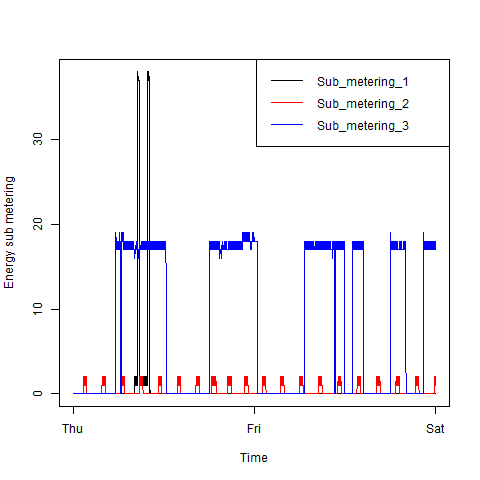 Sub_metering_1
Sub_metering_2
Sub_metering_3
Energy sub metering
30
20
10
0
Thu Fri Sat
Time